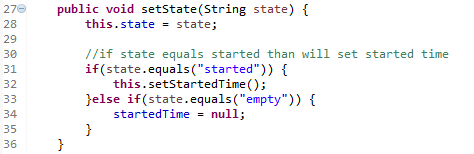 27 public void setState(String state) {
28 this.state = state;
29
30 //if state equals started than will set started time
31 if(state.equals("started")) {
32 this.setStartedTime();
33 }else if(state.equals("empty")) {
34 startedTime = null;
35 }
36 }